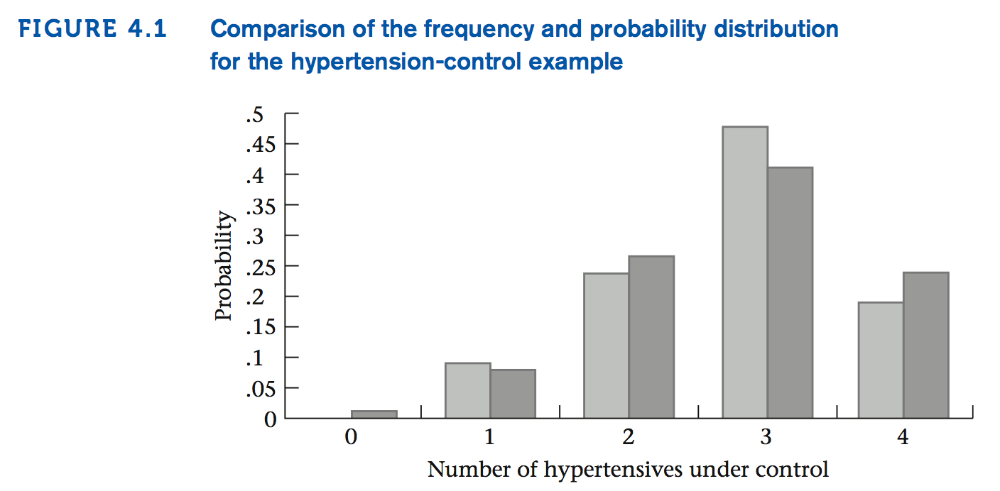 FIGURE 4.1 Comparison of the frequency and probability distribution
for the hypertension-control example
.5
.45
.4
.35
.3
.25
.2
.15
.1
.05
0
Probability
0 1 2 3 4
Number of hypertensives under control